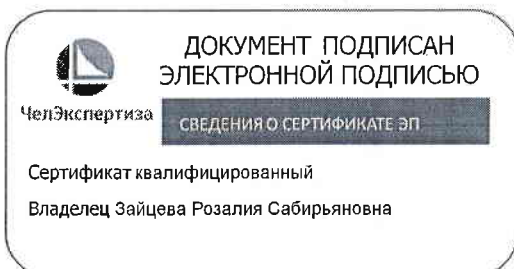 ДОКУМЕНТ ПОДПИСАН
ЭЛЕКТРОННОЙ ПОДПИСЬЮ
ЧелЭкспертиза
СВЕДЕНИЯ О СЕРТИФИКАТЕ ЭП
Сертификат квалифицированный
Владелец Зайцева Розалия Сабирьяновна